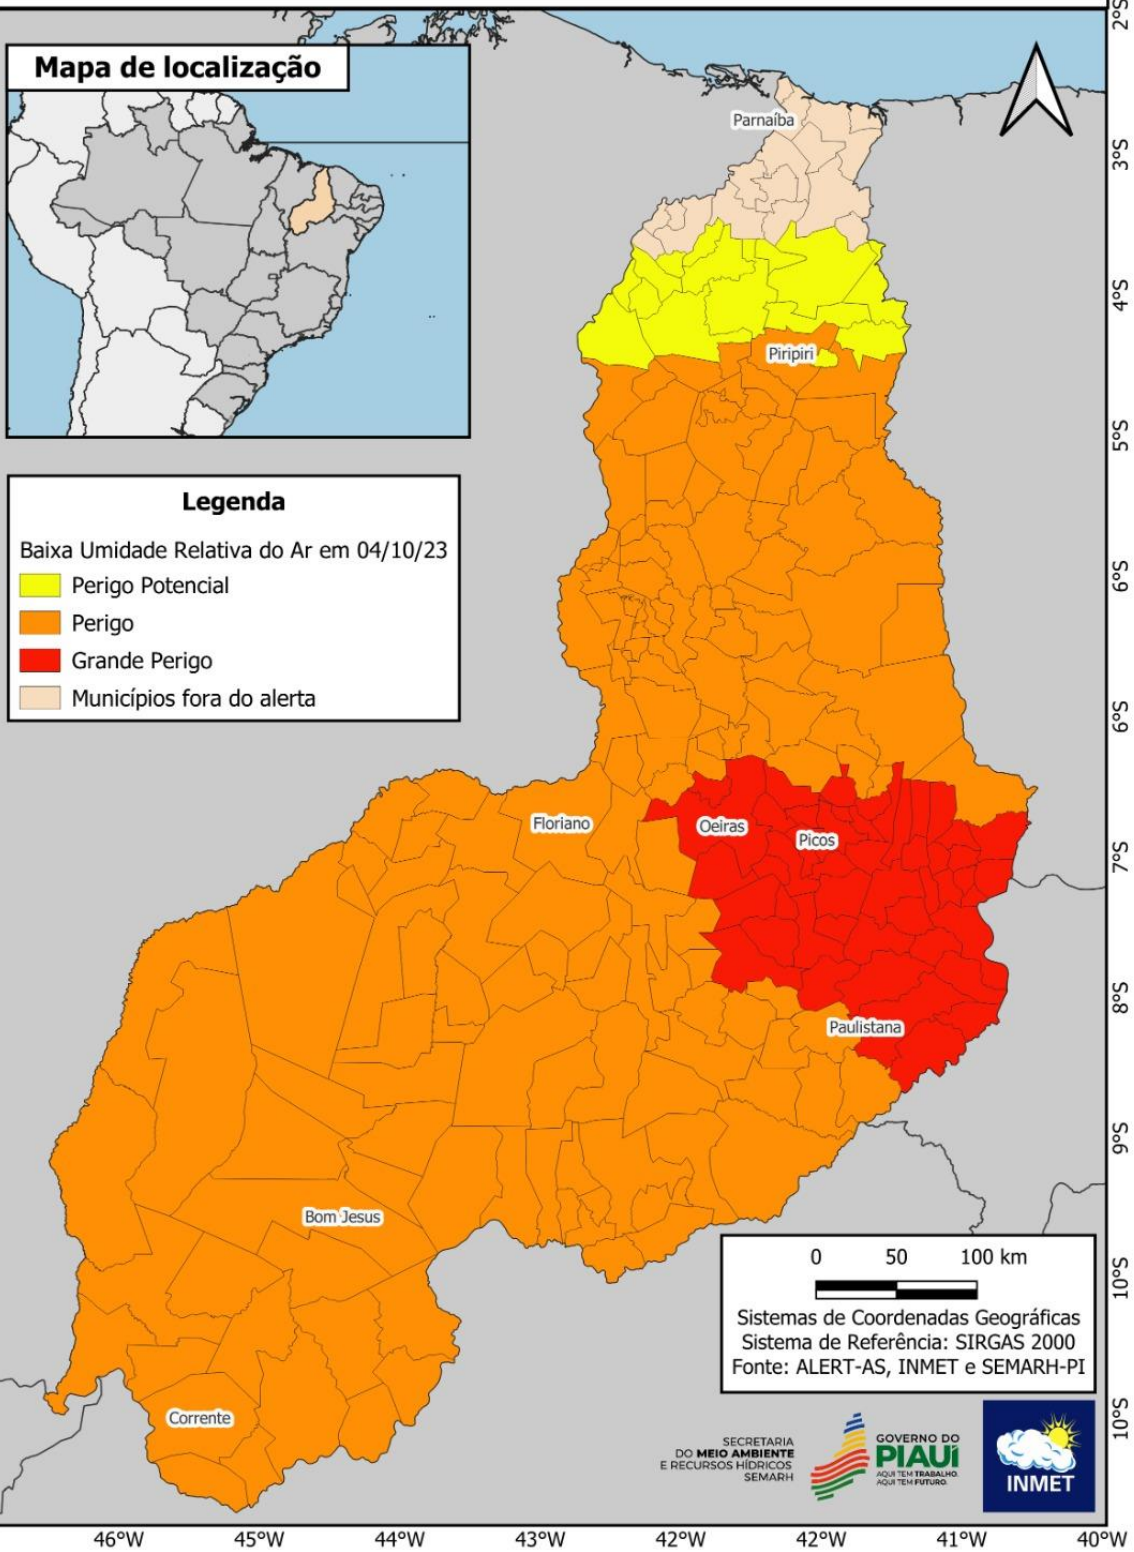 Mapa de localização
Parnaíba
Piripiri
Legenda
Baixa Umidade Relativa do Ar em 04/10/23
Perigo Potencial
Perigo
Grande Perigo
Municípios fora do alerta
Floriano
Oeiras
Picos
Paulistana
Bom Jesus
Corrente
0 50 100 km
Sistemas de Coordenadas Geográficas
Sistema de Referência: SIRGAS 2000
Fonte: ALERT-AS, INMET e SEMARH-PI
SECRETARIA
DO MEIO AMBIENTE
E RECURSOS HÍDRICOS
SEMARH
GOVERNO DO
PIAUÍ
AQUI TEM TRABALHO.
AQUI TEM FUTURO.
INMET
2°S
3°S
4°S
5°S
6°S
6°S
7°S
8°S
9°S
10°S
10°S
46°W 45°W 44°W 43°W 42°W 42°W 41°W 40°W